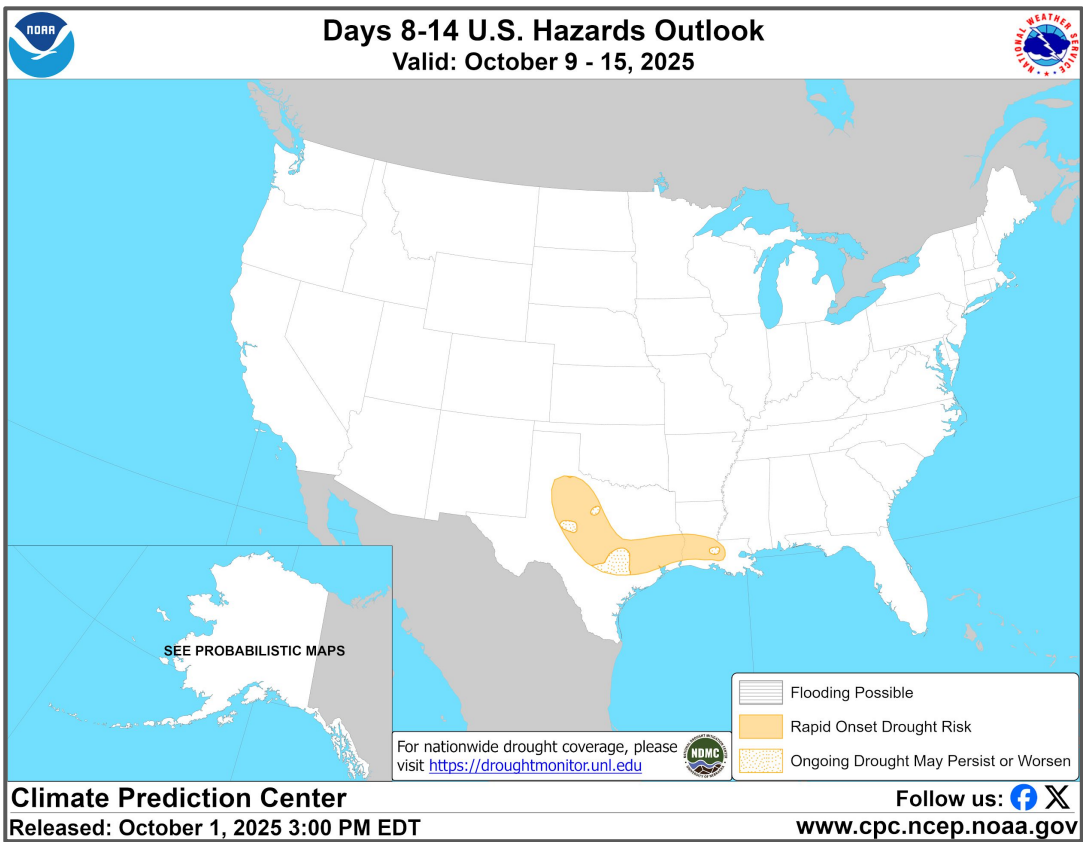 NOAA
Days 8-14 U.S. Hazards Outlook
Valid: October 9 - 15, 2025
NATIONAL WEATHER SERVICE
SEE PROBABILISTIC MAPS
For nationwide drought coverage, please
visit https://droughtmonitor.unl.edu
NDMC
Flooding Possible
Rapid Onset Drought Risk
Ongoing Drought May Persist or Worsen
Climate Prediction Center
Released: October 1, 2025 3:00 PM EDT
Follow us:
www.cpc.ncep.noaa.gov